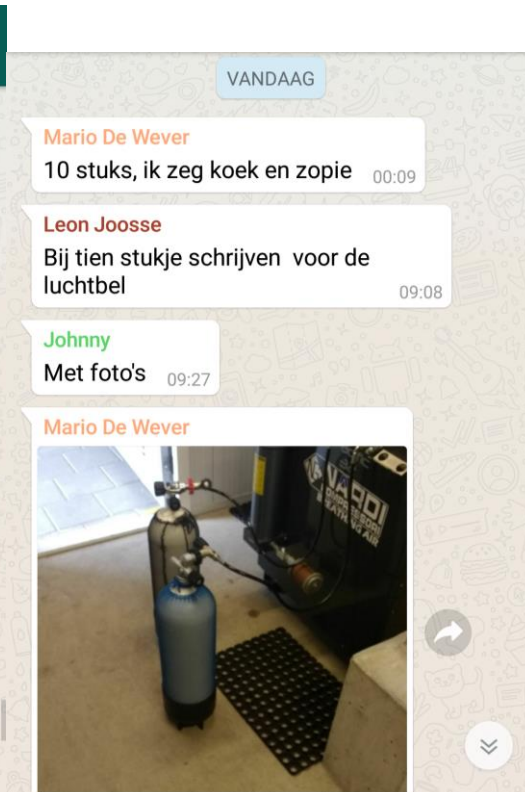 VANDAAG
Mario De Wever
10 stuks, ik zeg koek en zopie 00:09
Leon Joosse
Bij tien stukje schrijven voor de
luchtbel 09:08
Johnny
Met foto's 09:27
Mario De Wever